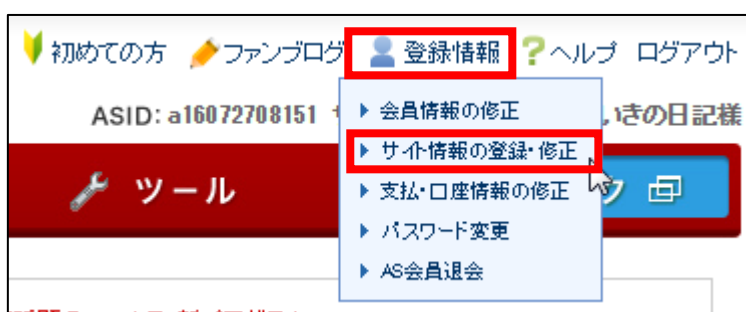 初めての方 ファンブログ 登録情報 ?ヘルプ ログアウト
ASID: a16072708151
いきの日記様
会員情報の修正
サイト情報の登録・修正
支払・口座情報の修正
パスワード変更
AS会員退会
ツール